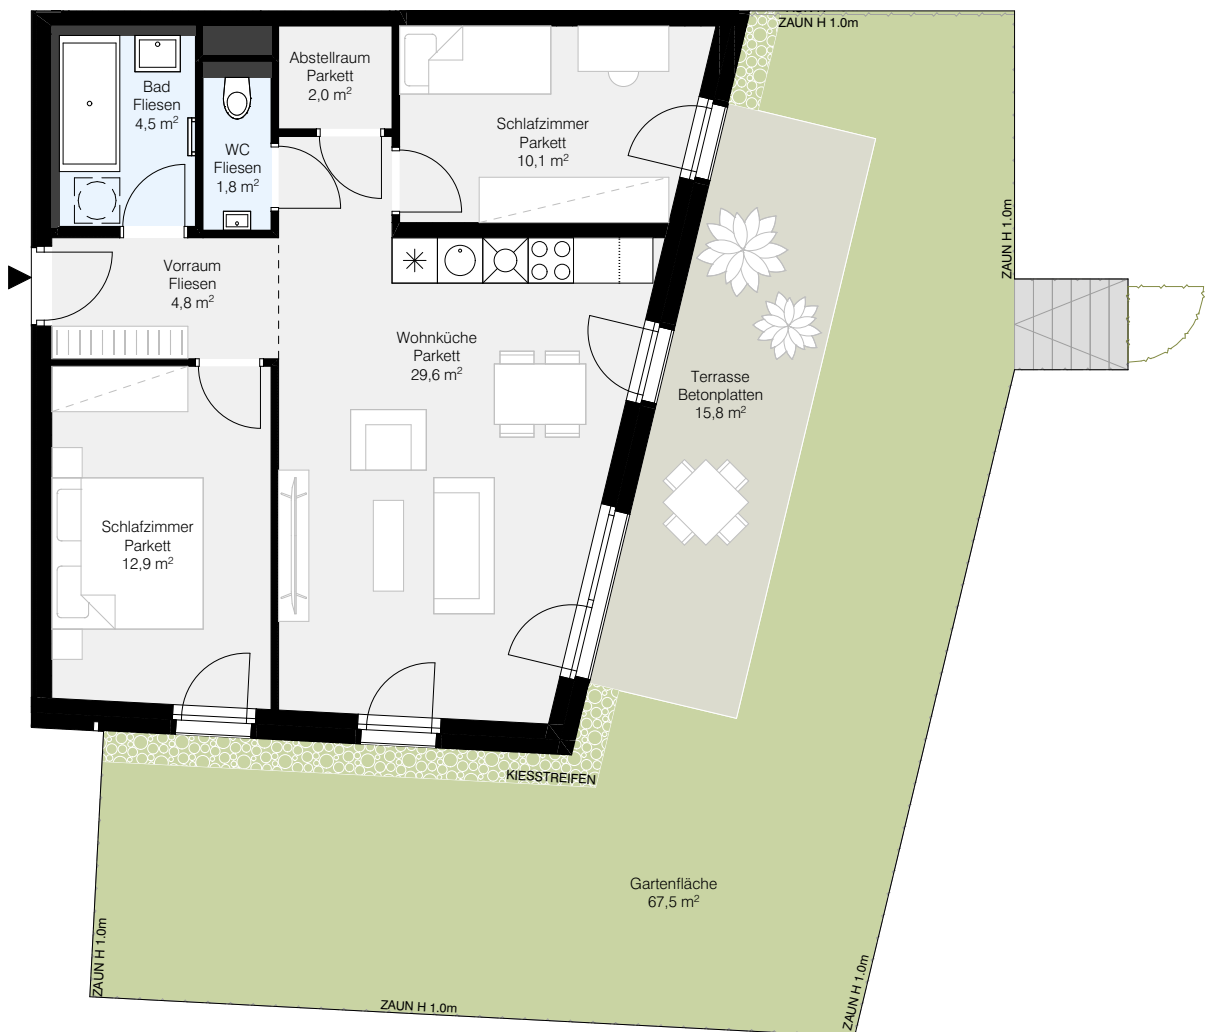 ZAUN H 1.0m
Abstellraum
Parkett
2,0 m²
Bad
Fliesen
4,5 m²
Schlafzimmer
Parkett
10,1 m²
WC
Fliesen
1,8 m²
ZAUN H 1.0m
Vorraum
Fliesen
4,8 m²
Wohnküche
Parkett
29,6 m²
Terrasse
Betonplatten
15,8 m²
Schlafzimmer
Parkett
12,9 m²
KIESSTREIFEN
Gartenfläche
67,5 m²
ZAUN H 1.0m
ZAUN H 1.0m
ZAUN H 1.0m